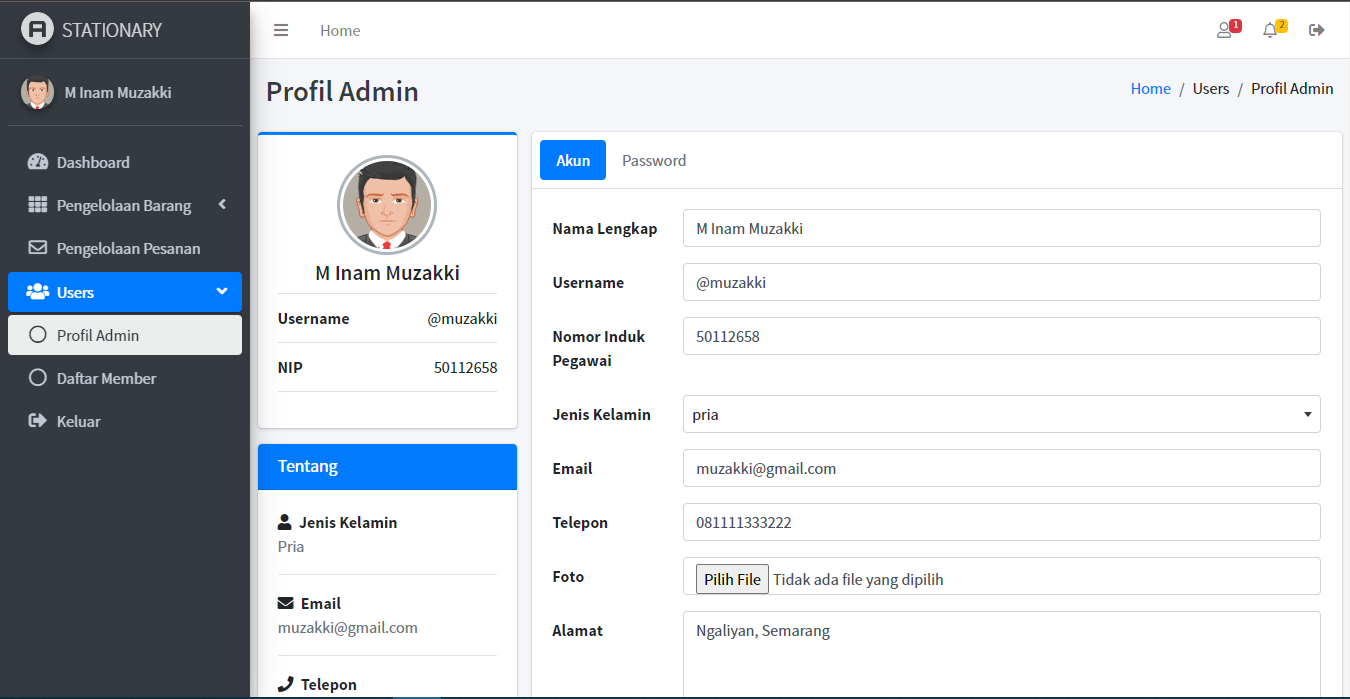 STATIONARY
Home
1
2
M Inam Muzakki
Dashboard
Pengelolaan Barang
Pengelolaan Pesanan
Users
Profil Admin
Daftar Member
Keluar
Profil Admin
Home / Users / Profil Admin
M Inam Muzakki
Username @muzakki
NIP 50112658
Tentang
Jenis Kelamin
Pria
Email
muzakki@gmail.com
Telepon
Akun Password
Nama Lengkap M Inam Muzakki
Username @muzakki
Nomor Induk Pegawai 50112658
Jenis Kelamin pria
Email muzakki@gmail.com
Telepon 081111333222
Foto Pilih File Tidak ada file yang dipilih
Alamat Ngaliyan, Semarang